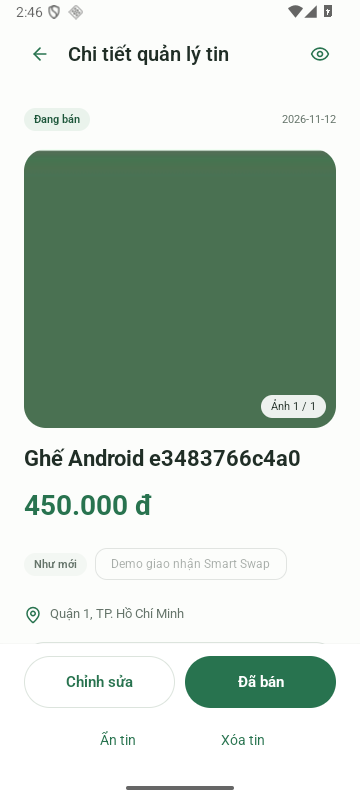 2:46
Chi tiết quản lý tin
Đang bán
2026-11-12
Ảnh 1 / 1
Ghế Android e3483766c4a0
450.000 đ
Như mới
Demo giao nhận Smart Swap
Quận 1, TP. Hồ Chí Minh
Chỉnh sửa
Đã bán
Ẩn tin
Xóa tin